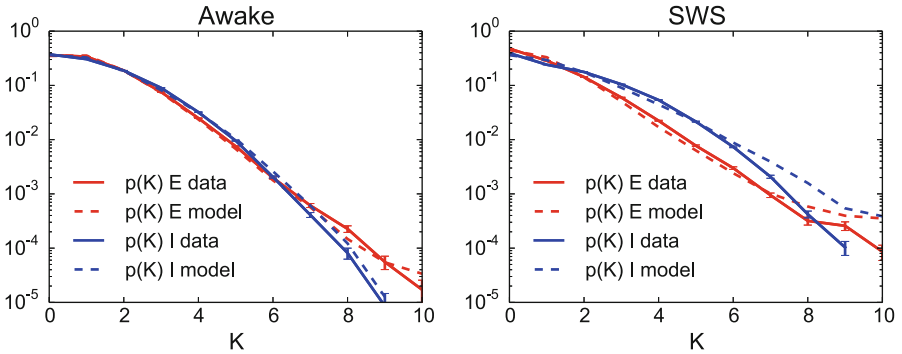 Awake
10^0
10^-1
10^-2
10^-3
10^-4
10^-5
p(K) E data
p(K) E model
p(K) I data
p(K) I model
0 2 4 6 8 10
K
SWS
10^0
10^-1
10^-2
10^-3
10^-4
10^-5
p(K) E data
p(K) E model
p(K) I data
p(K) I model
0 2 4 6 8 10
K